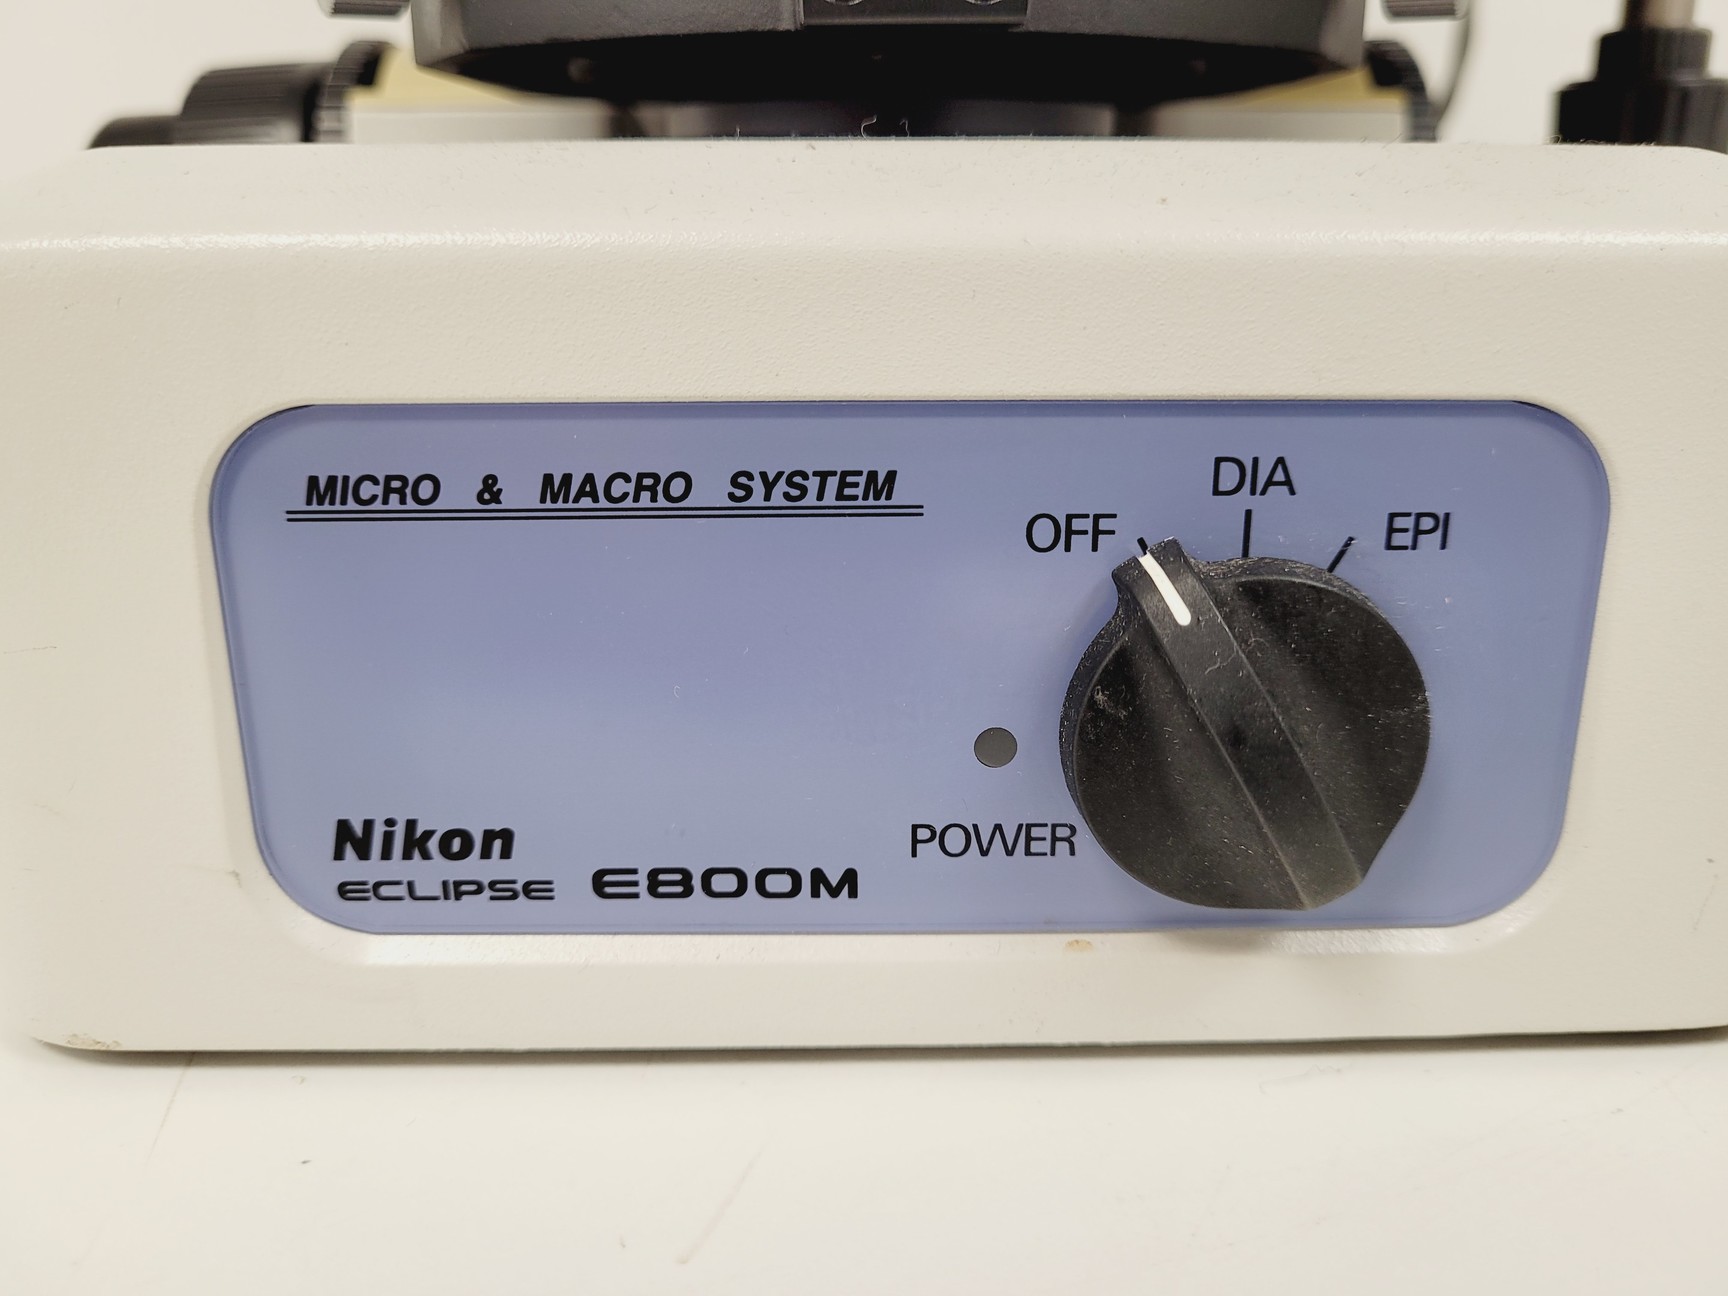 MICRO & MACRO SYSTEM
DIA
OFF
EPI
POWER
Nikon
ECLIPSE E800M